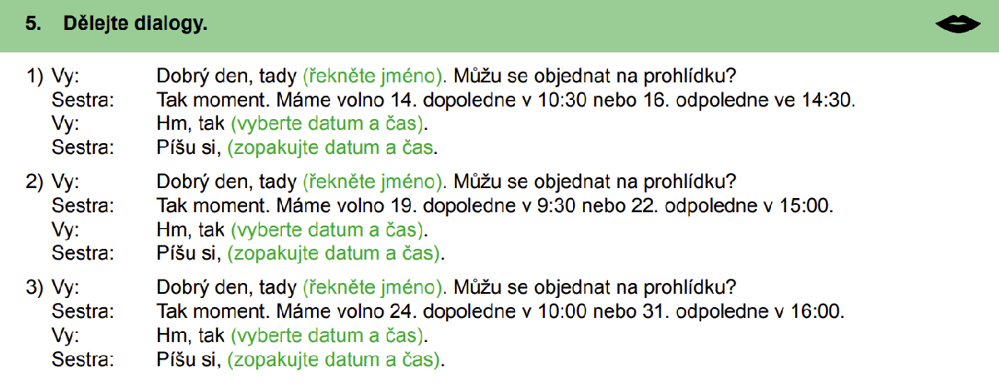 5. Dělejte dialogy.
1) Vy: Dobrý den, tady (řekněte jméno). Můžu se objednat na prohlídku?
Sestra: Tak moment. Máme volno 14. dopoledne v 10:30 nebo 16. odpoledne ve 14:30.
Vy: Hm, tak (vyberte datum a čas).
Sestra: Píšu si, (zopakujte datum a čas.
2) Vy: Dobrý den, tady (řekněte jméno). Můžu se objednat na prohlídku?
Sestra: Tak moment. Máme volno 19. dopoledne v 9:30 nebo 22. odpoledne v 15:00.
Vy: Hm, tak (vyberte datum a čas).
Sestra: Píšu si, (zopakujte datum a čas).
3) Vy: Dobrý den, tady (řekněte jméno). Můžu se objednat na prohlídku?
Sestra: Tak moment. Máme volno 24. dopoledne v 10:00 nebo 31. odpoledne v 16:00.
Vy: Hm, tak (vyberte datum a čas).
Sestra: Píšu si, (zopakujte datum a čas).